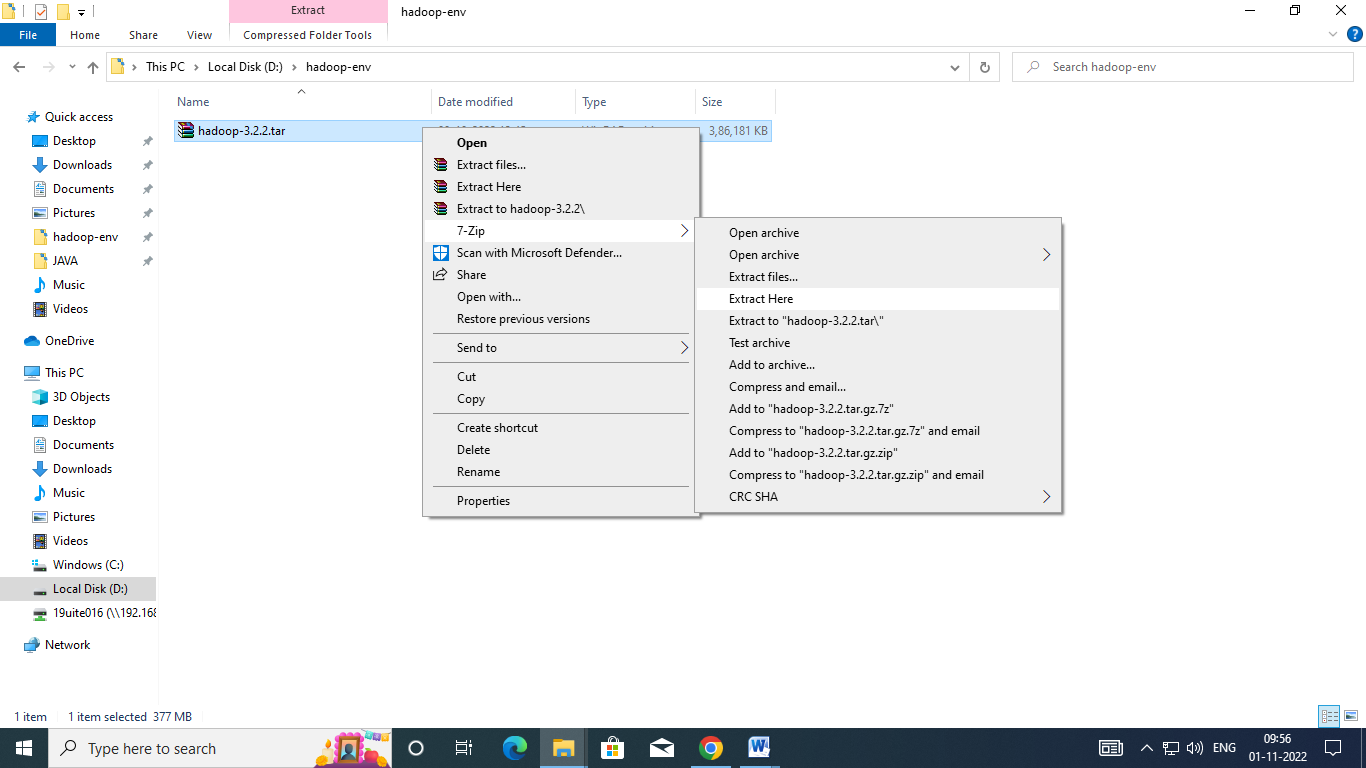 Extract
hadoop-env
File
Home
Share
View
Compressed Folder Tools
This PC
Local Disk (D:)
hadoop-env
Search hadoop-env
Name
Date modified
Type
Size
hadoop-3.2.2.tar
3,86,181 KB
Quick access
Desktop
Downloads
Documents
Pictures
hadoop-env
JAVA
Music
Videos
OneDrive
This PC
3D Objects
Desktop
Documents
Downloads
Music
Pictures
Videos
Windows (C:)
Local Disk (D:)
19uite016 (\\192.168
Network
Open
Extract files...
Extract Here
Extract to hadoop-3.2.2\
7-Zip
Scan with Microsoft Defender...
Share
Open with...
Restore previous versions
Send to
Cut
Copy
Create shortcut
Delete
Rename
Properties
Open archive
Open archive
Extract files...
Extract Here
Extract to "hadoop-3.2.2.tar\"
Test archive
Add to archive...
Compress and email...
Add to "hadoop-3.2.2.tar.gz.7z"
Compress to "hadoop-3.2.2.tar.gz.7z" and email
Add to "hadoop-3.2.2.tar.gz.zip"
Compress to "hadoop-3.2.2.tar.gz.zip" and email
CRC SHA
1 item
1 item selected 377 MB
Type here to search
ENG
09:56
01-11-2022